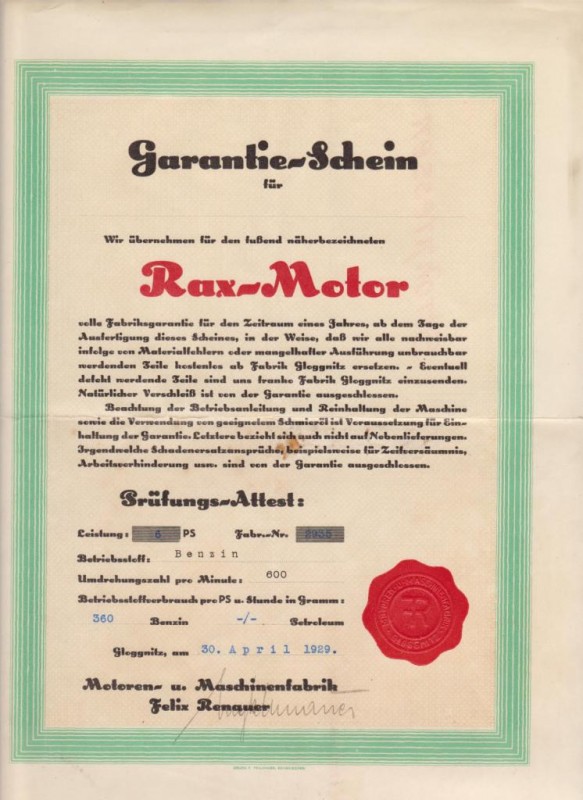 Garantie-Schein
für
Wir übernehmen für den fußend näherbezeichneten
Rax-Motor
volle Fabriksgarantie für den Zeitraum eines Jahres, ab dem Tage der
Ausfertigung dieses Scheines, in der Weise, daß wir alle nachweisbar
infolge von Materialfehlern oder mangelhafter Ausführung unbrauchbar
werdenden Teile kostenlos ab Fabrik Gloggnitz ersetzen. - Eventuell
defekt werdende Teile sind uns franko Fabrik Gloggnitz einzusenden.
Natürlicher Verschleiß ist von der Garantie ausgeschlossen.
Beachtung der Betriebsanleitung und Reinhaltung der Maschine
sowie die Verwendung von geeignetem Schmieröl ist Voraussetzung für Ein-
haltung der Garantie. Letztere bezieht sich auch nicht auf Nebenlieferungen.
Irgendwelche Schadenersatzansprüche, beispielsweise für Zeitversäumnis,
Arbeitsverhinderung usw. sind von der Garantie ausgeschlossen.
Prüfungs-Attest:
Leistung: 6 PS Fabr.-Nr.
Betriebsstoff: Benzin
Umdrehungszahl pro Minute: 600
Betriebsstoffverbrauch pro PS u. Stunde in Gramm:
360 Benzin -/- Petroleum
Gloggnitz, am 30. April 1929.
Motoren- u. Maschinenfabrik
Felix Renauer
FR